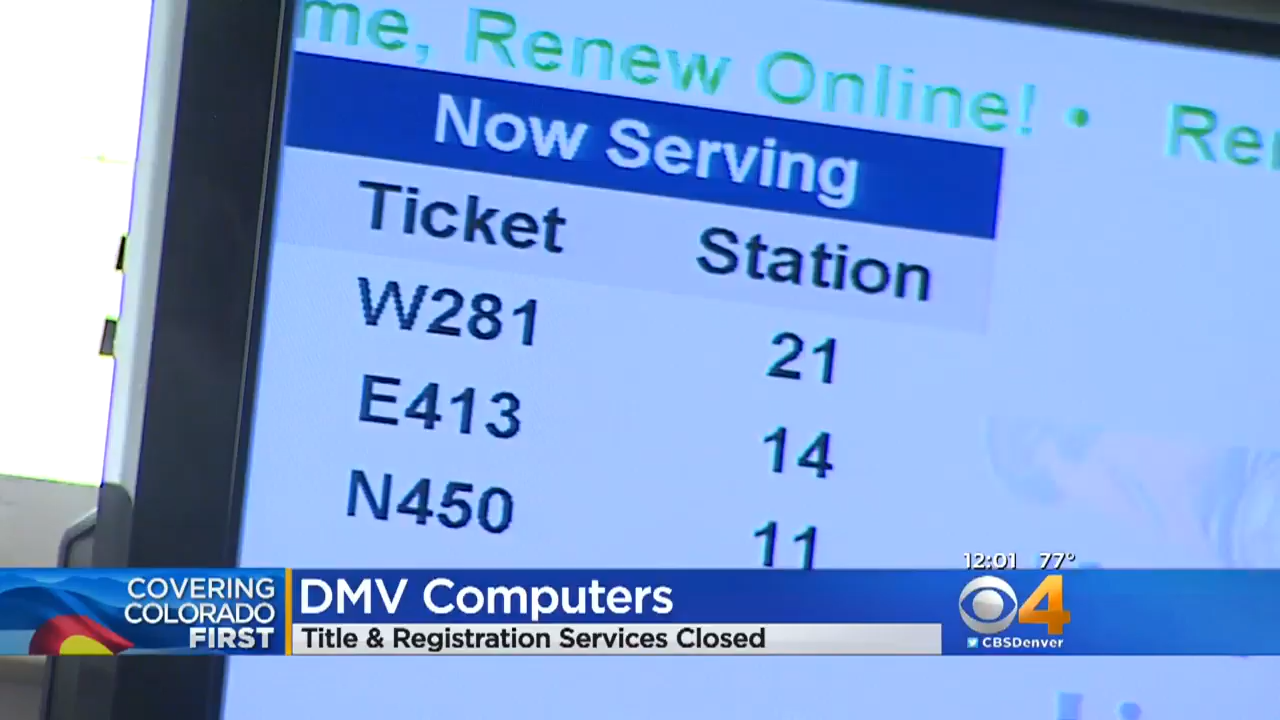 me, Renew Online! • Re
Now Serving
Ticket Station
W281 21
E413 14
N450 11
12:01 77°
COVERING
COLORADO
FIRST
DMV Computers
Title & Registration Services Closed
4
CBSDenver